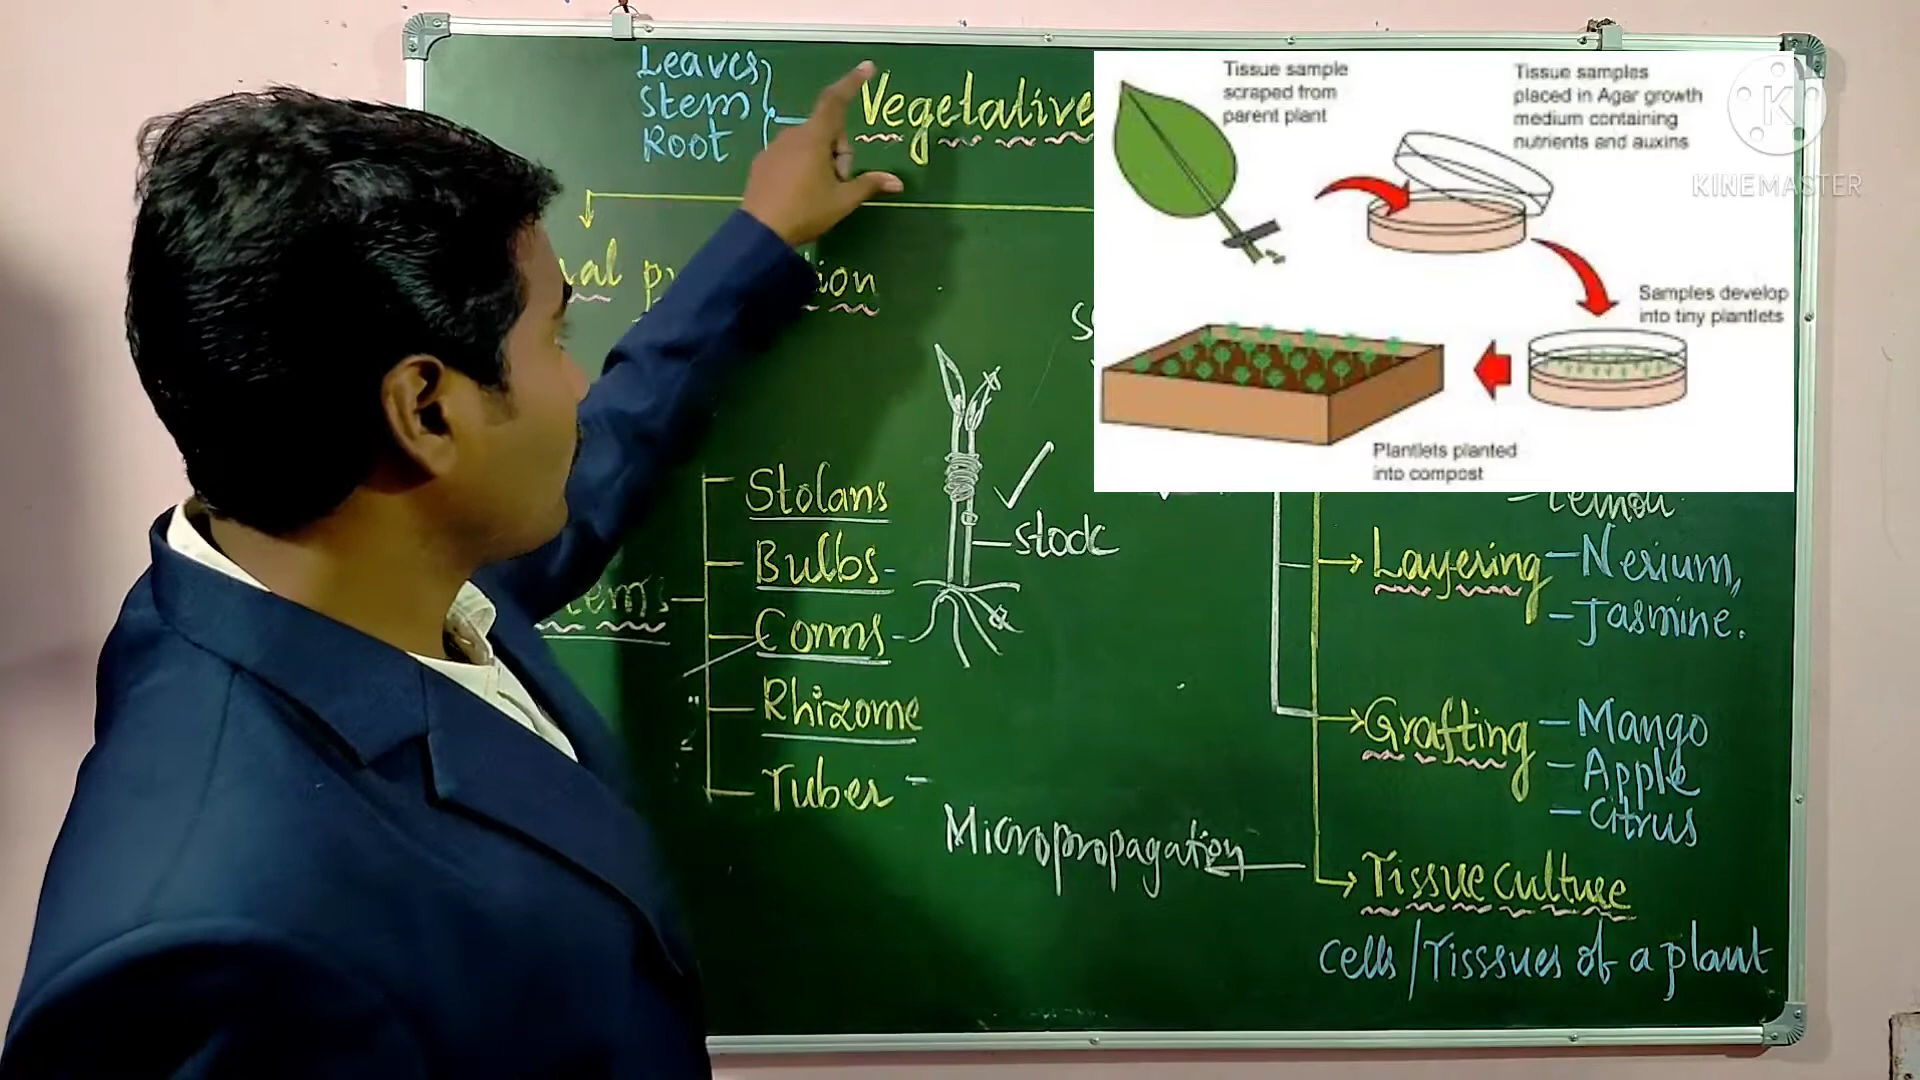 Leaves
Stem
Root
Vegetative
Tissue sample
scraped from
parent plant
Tissue samples
placed in Agar growth
medium containing
nutrients and auxins
KINEMASTER
Samples develop
into tiny plantlets
Plantlets planted
into compost
Stolans
Bulbs-
Corms-
Rhizome
Tuber -
stock
Layering - Nerium,
- Jasmine.
Grafting - Mango
- Apple
- Citrus
Micropropagation
Tissue culture
Cells/Tisssues of a plant